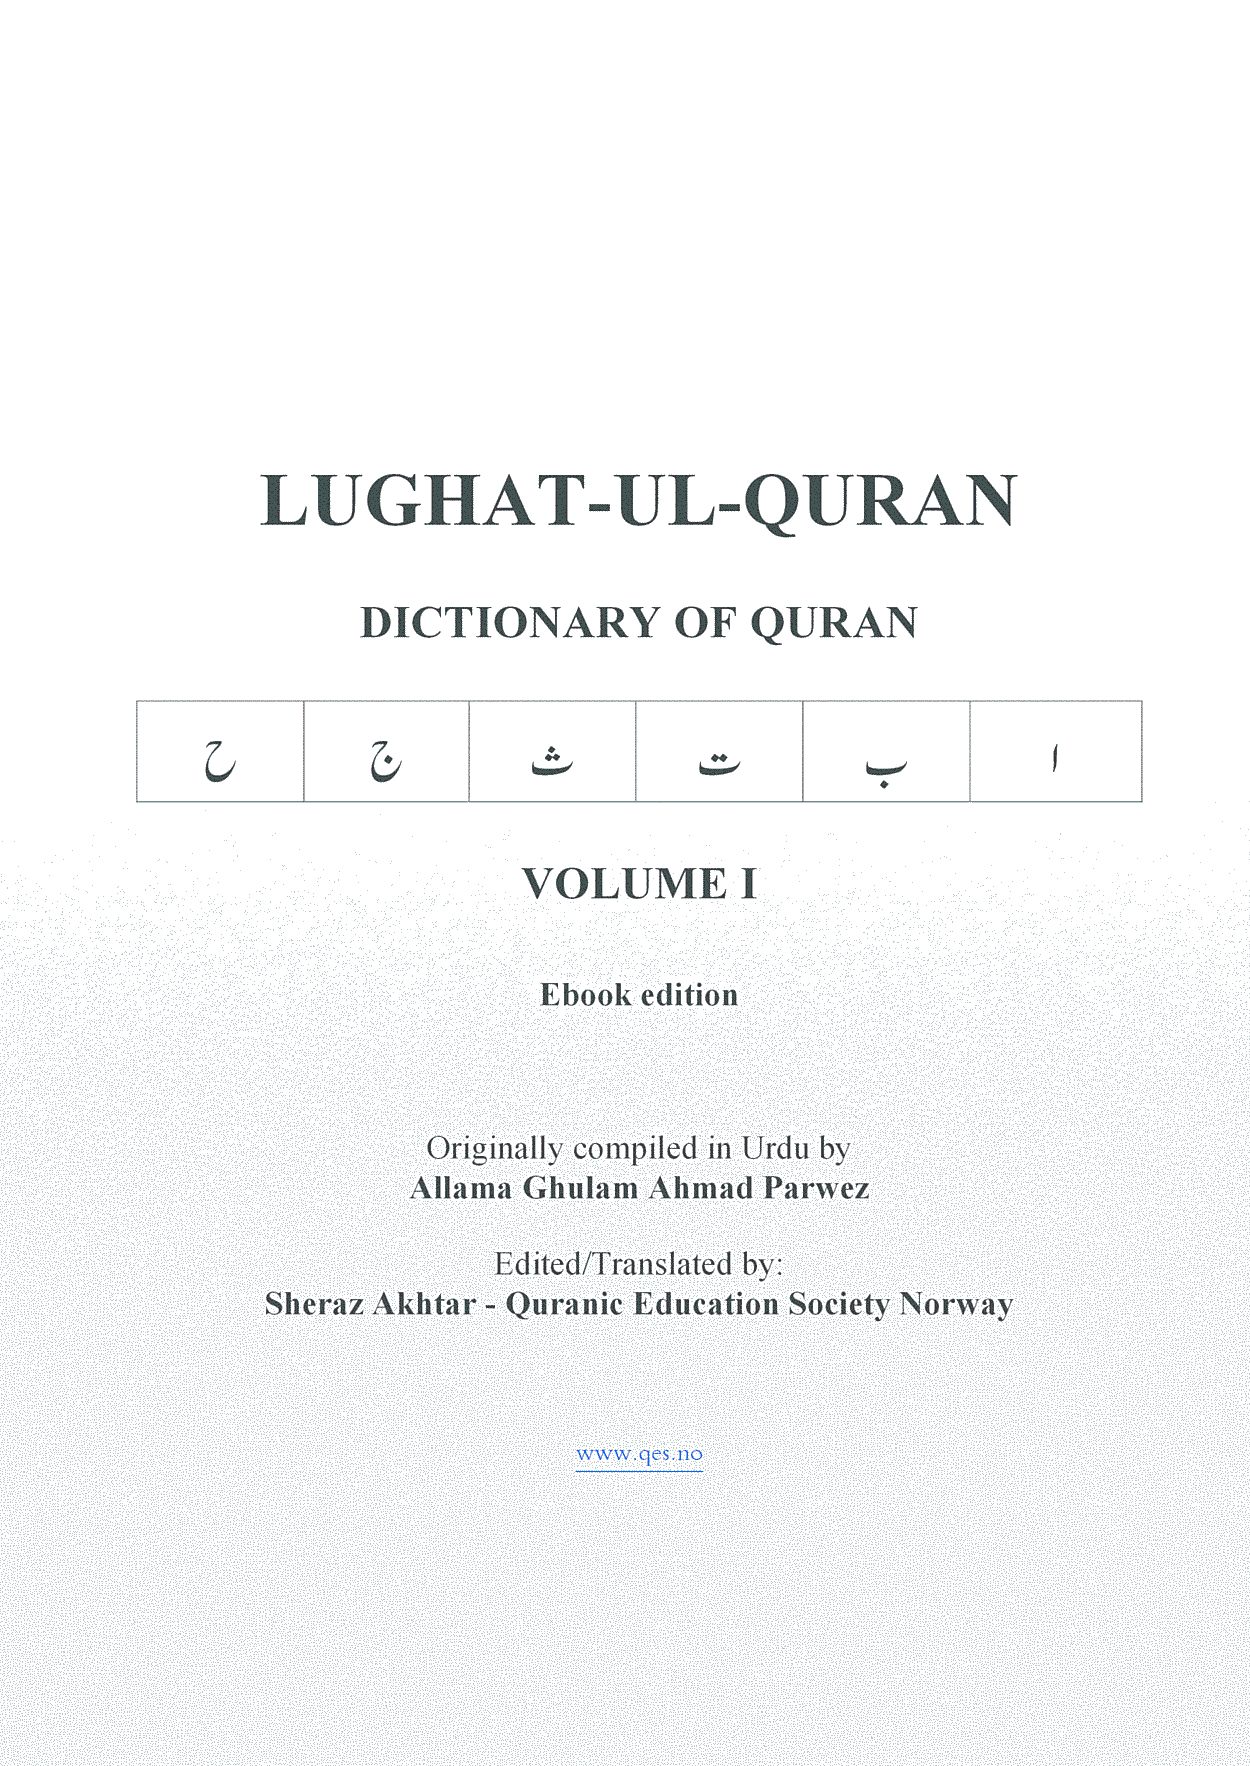 LUGHAT-UL-QURAN
DICTIONARY OF QURAN
ا ب ت ث ج ح
VOLUME I
Ebook edition
Originally compiled in Urdu by
Allama Ghulam Ahmad Parwez
Edited/Translated by:
Sheraz Akhtar - Quranic Education Society Norway
www.qes.no